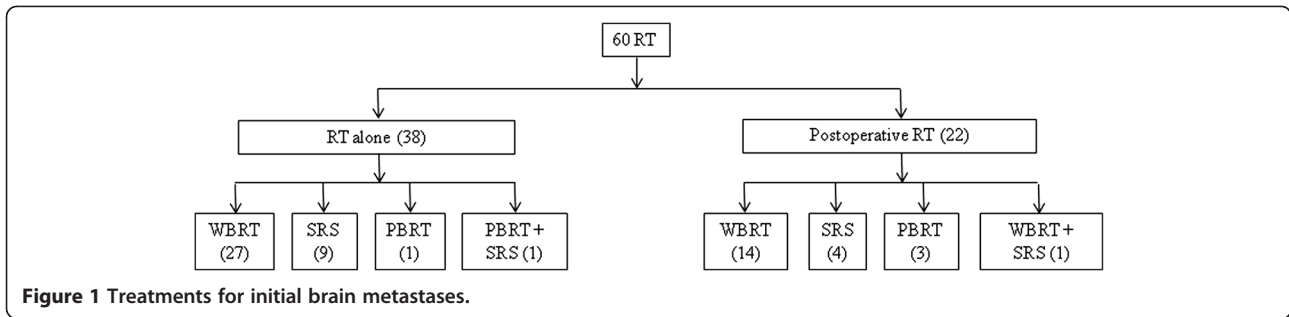 60 RT
RT alone (38)
Postoperative RT (22)
WBRT
(27)
SRS
(9)
PBRT
(1)
PBRT +
SRS (1)
WBRT
(14)
SRS
(4)
PBRT
(3)
WBRT +
SRS (1)
Figure 1 Treatments for initial brain metastases.